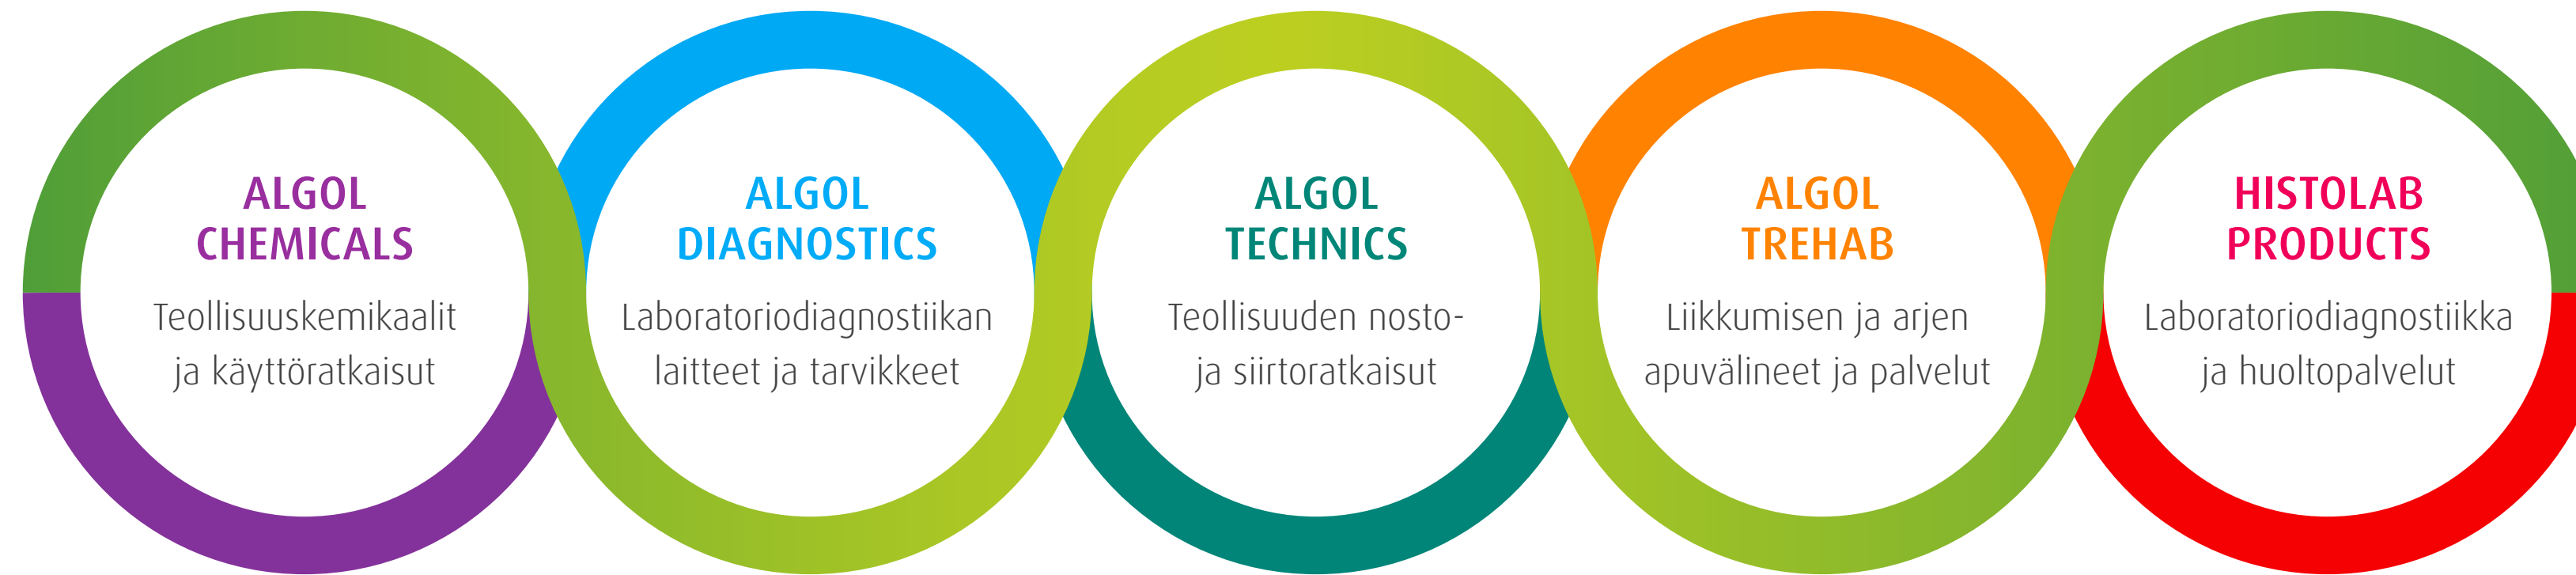 ALGOL
CHEMICALS
Teollisuuskemikaalit
ja käyttöratkaisut
ALGOL
DIAGNOSTICS
Laboratoriodiagnostiikan
laitteet ja tarvikkeet
ALGOL
TECHNICS
Teollisuuden nosto-
ja siirtoratkaisut
ALGOL
TREHAB
Liikkumisen ja arjen
apuvälineet ja palvelut
HISTOLAB
PRODUCTS
Laboratoriodiagnostiikka
ja huoltopalvelut